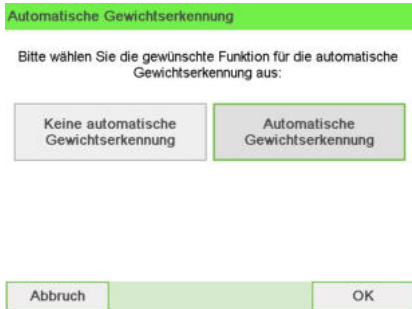 Automatische Gewichtserkennung
Bitte wählen Sie die gewünschte Funktion für die automatische
Gewichtserkennung aus:
Keine automatische
Gewichtserkennung
Automatische
Gewichtserkennung
Abbruch
OK